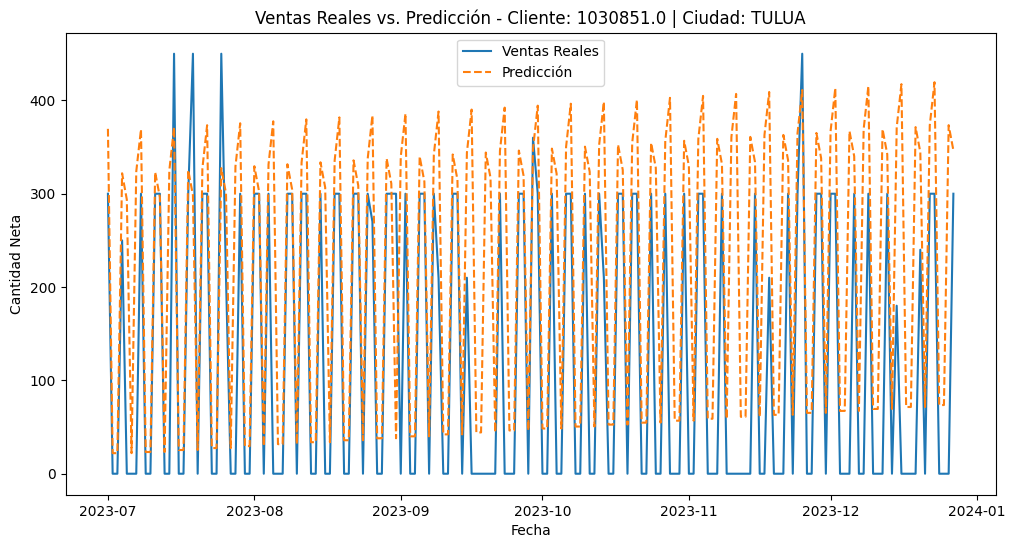 Ventas Reales vs. Predicción - Cliente: 1030851.0 | Ciudad: TULUA
Ventas Reales
Predicción
Cantidad Neta
400
300
200
100
0
2023-07
2023-08
2023-09
2023-10
2023-11
2023-12
2024-01
Fecha